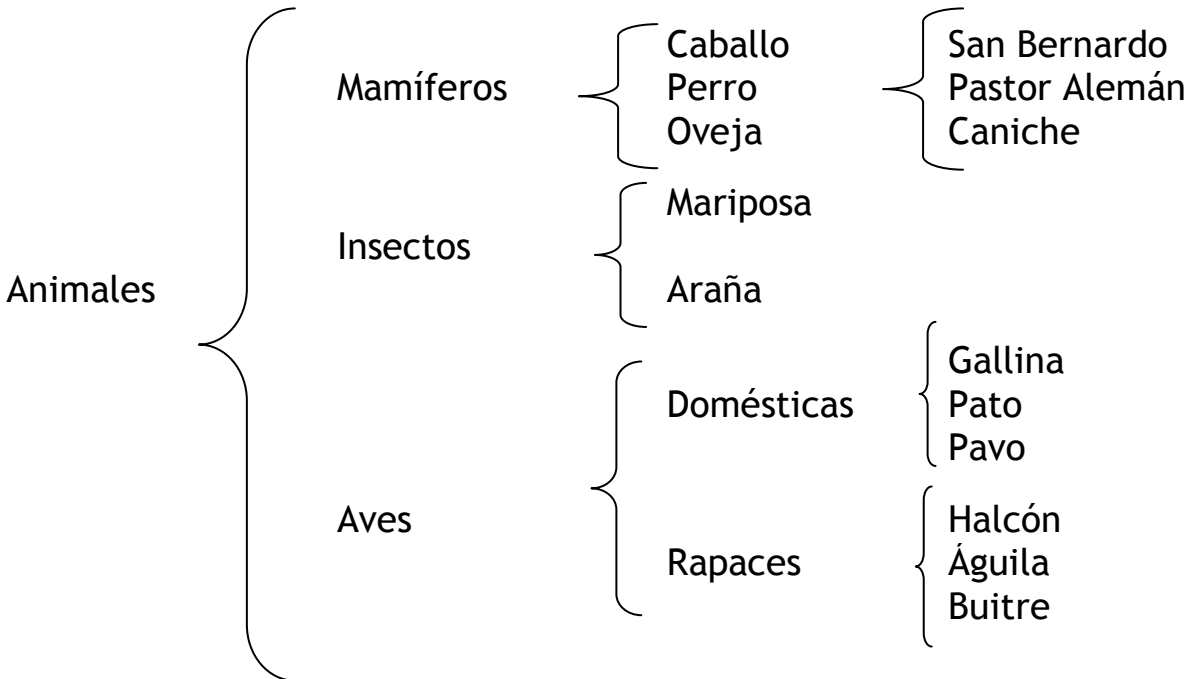 Animales
Mamíferos
Caballo
Perro
Oveja
San Bernardo
Pastor Alemán
Caniche
Insectos
Mariposa
Araña
Aves
Domésticas
Gallina
Pato
Pavo
Rapaces
Halcón
Águila
Buitre